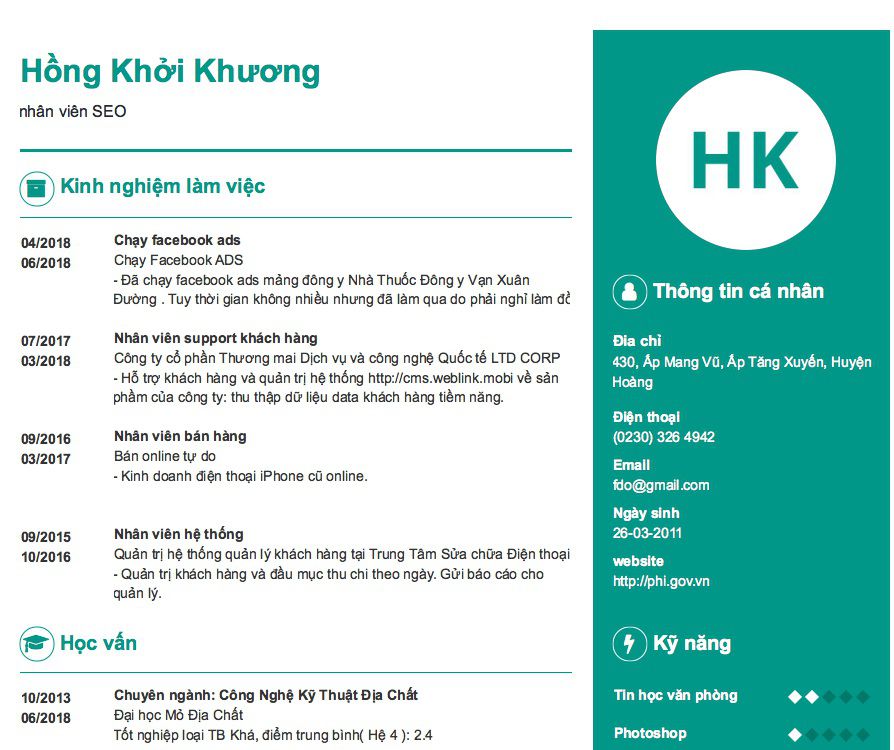 Hồng Khởi Khương
nhân viên SEO
Kinh nghiệm làm việc
04/2018
06/2018
Chạy facebook ads
Chạy Facebook ADS
- Đã chạy facebook ads mảng đông y Nhà Thuốc Đông y Vạn Xuân
Đường . Tuy thời gian không nhiều nhưng đã làm qua do phải nghỉ làm đồ
07/2017
03/2018
Nhân viên support khách hàng
Công ty cổ phần Thương mai Dịch vụ và công nghệ Quốc tế LTD CORP
- Hỗ trợ khách hàng và quản trị hệ thống http://cms.weblink.mobi về sản
phầm của công ty: thu thập dữ liệu data khách hàng tiềm năng.
09/2016
03/2017
Nhân viên bán hàng
Bán online tự do
- Kinh doanh điện thoại iPhone cũ online.
09/2015
10/2016
Nhân viên hệ thống
Quản trị hệ thống quản lý khách hàng tại Trung Tâm Sửa chữa Điện thoại
- Quản trị khách hàng và đầu mục thu chi theo ngày. Gửi báo cáo cho
quản lý.
Học vấn
10/2013
06/2018
Chuyên ngành: Công Nghệ Kỹ Thuật Địa Chất
Đại học Mỏ Địa Chất
Tốt nghiệp loại TB Khá, điểm trung bình( Hệ 4 ): 2.4
HK
Thông tin cá nhân
Đia chỉ
430, Ấp Mang Vũ, Ấp Tăng Xuyến, Huyện
Hoàng
Điện thoại
(0230) 326 4942
Email
fdo@gmail.com
Ngày sinh
26-03-2011
website
http://phi.gov.vn
Kỹ năng
Tin học văn phòng
Photoshop